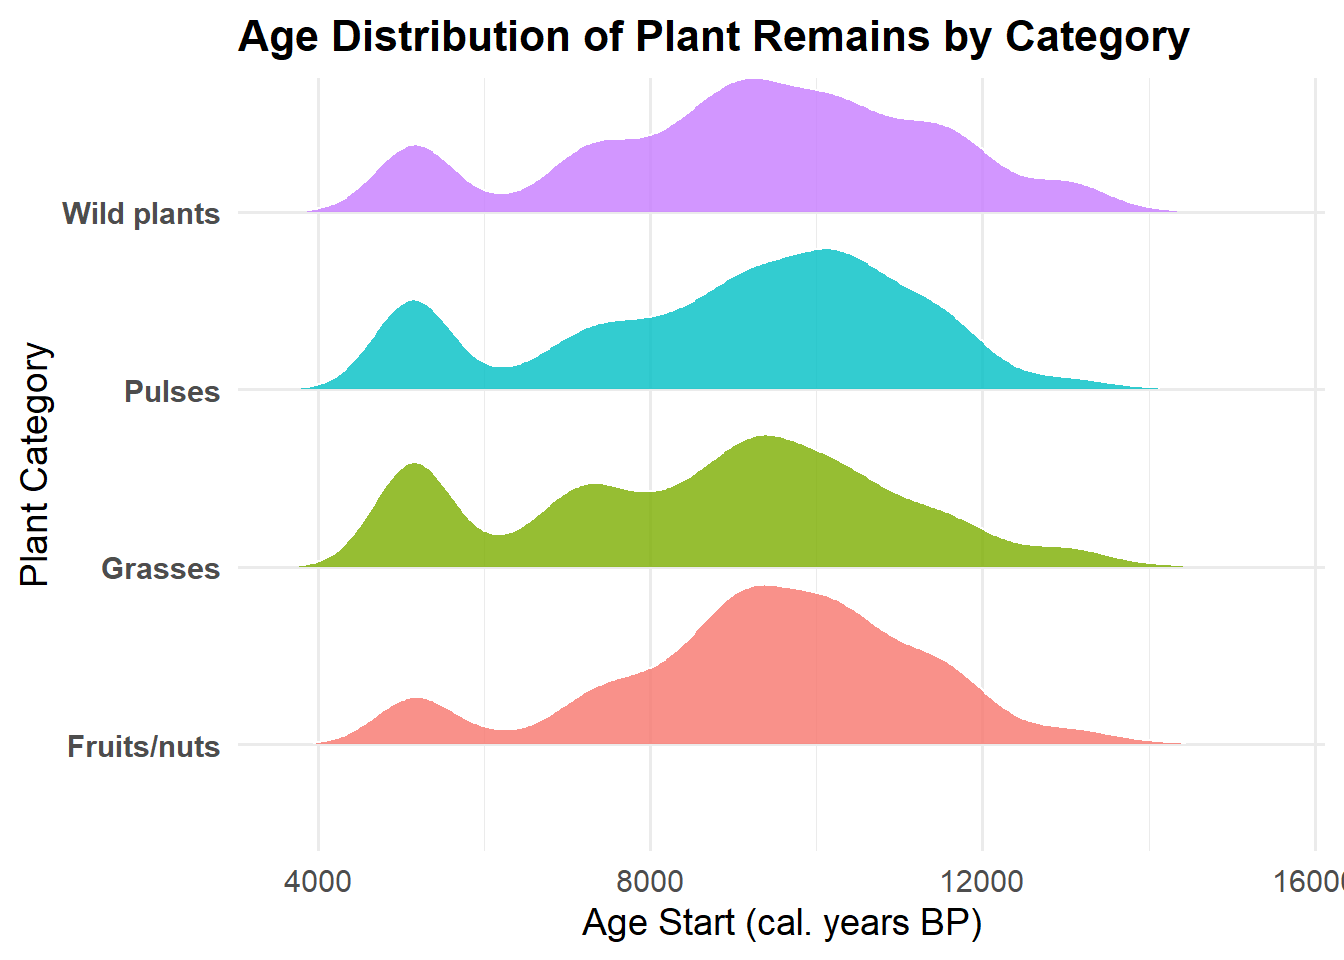 Age Distribution of Plant Remains by Category
Wild plants
Pulses
Grasses
Fruits/nuts
Plant Category
4000 8000 12000 1600
Age Start (cal. years BP)